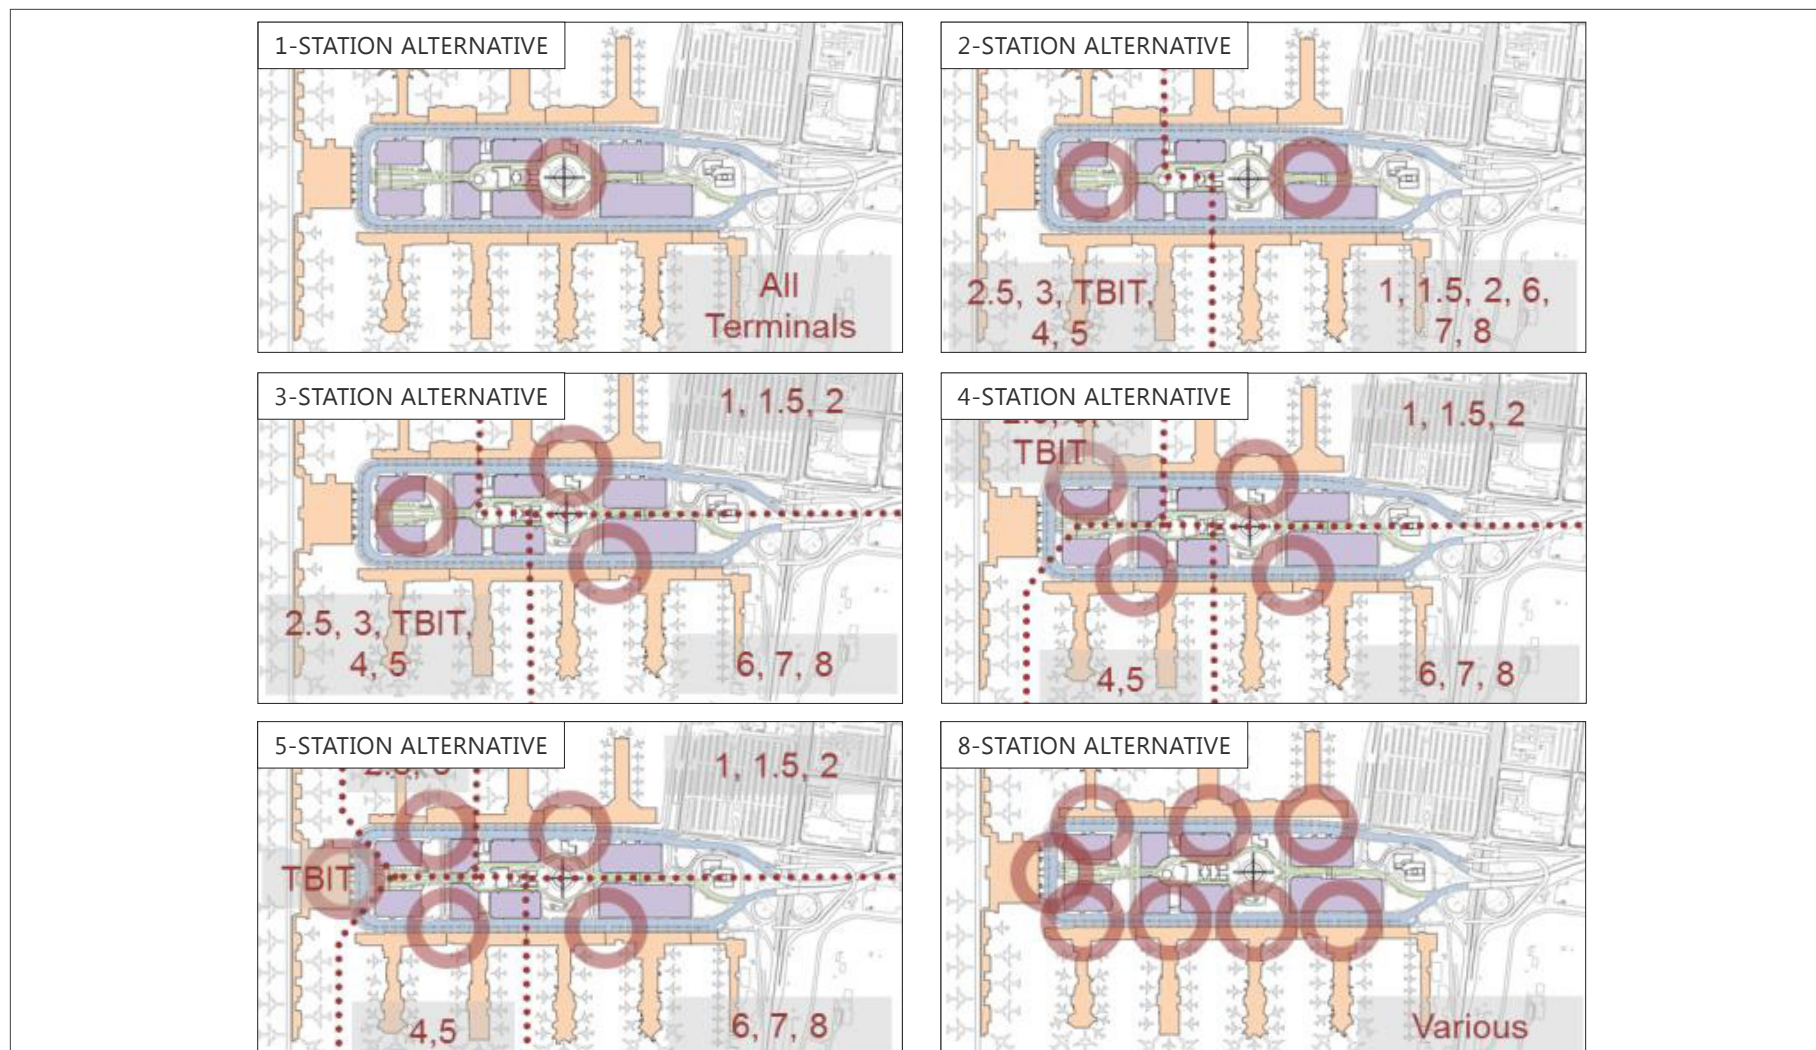 1-STATION ALTERNATIVE
All
Terminals
2-STATION ALTERNATIVE
2.5, 3, TBIT,
4, 5
1, 1.5, 2, 6,
7, 8
3-STATION ALTERNATIVE
1, 1.5, 2
2.5, 3, TBIT,
4, 5
6, 7, 8
4-STATION ALTERNATIVE
1, 1.5, 2
TBIT
4,5
6, 7, 8
5-STATION ALTERNATIVE
1, 1.5, 2
TBIT
4,5
6, 7, 8
8-STATION ALTERNATIVE
Various